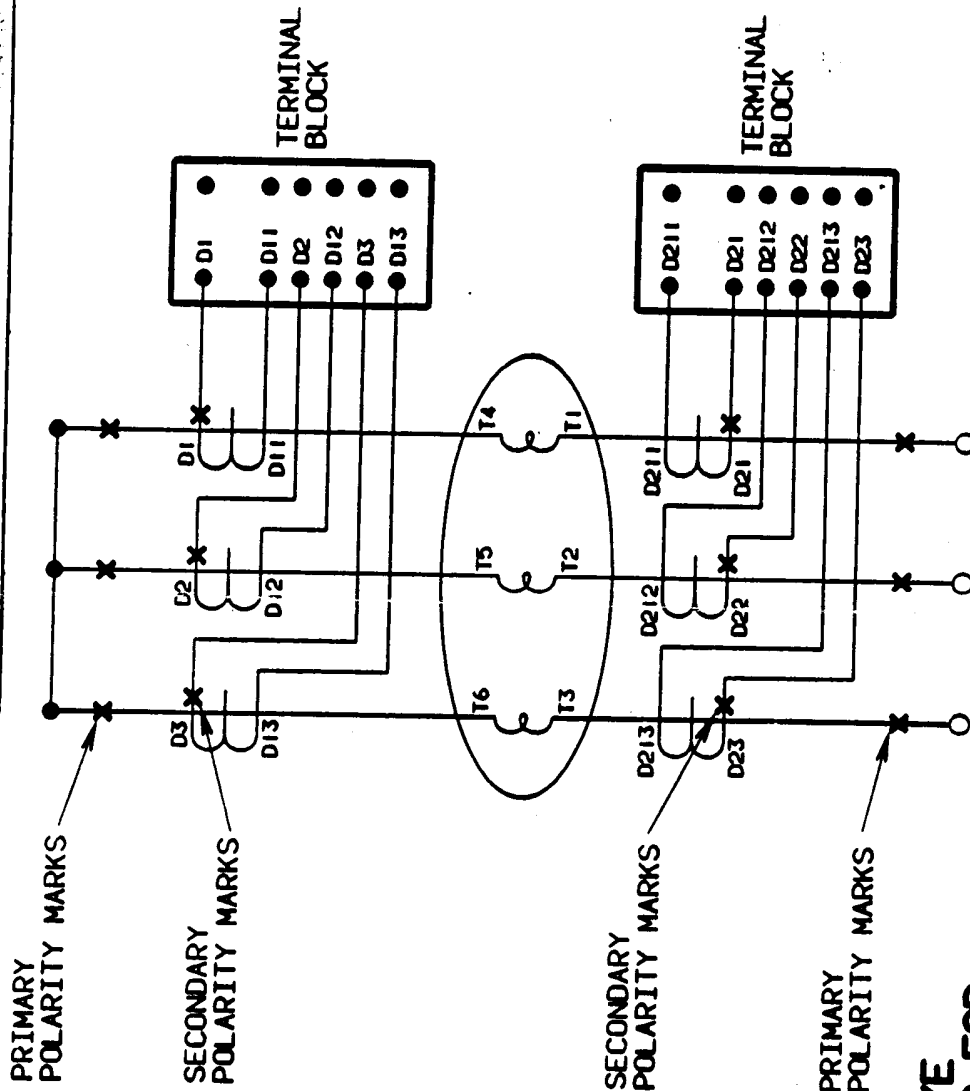 PRIMARY
POLARITY MARKS
SECONDARY
POLARITY MARKS
D3
D13
D2
D12
D1
D11
D1
D11
D2
D12
D3
D13
TERMINAL
BLOCK
T6
T3
T5
T2
T4
T1
SECONDARY
POLARITY MARKS
PRIMARY
POLARITY MARKS
D213
D23
D212
D22
D211
D21
D211
D21
D212
D22
D213
D23
TERMINAL
BLOCK